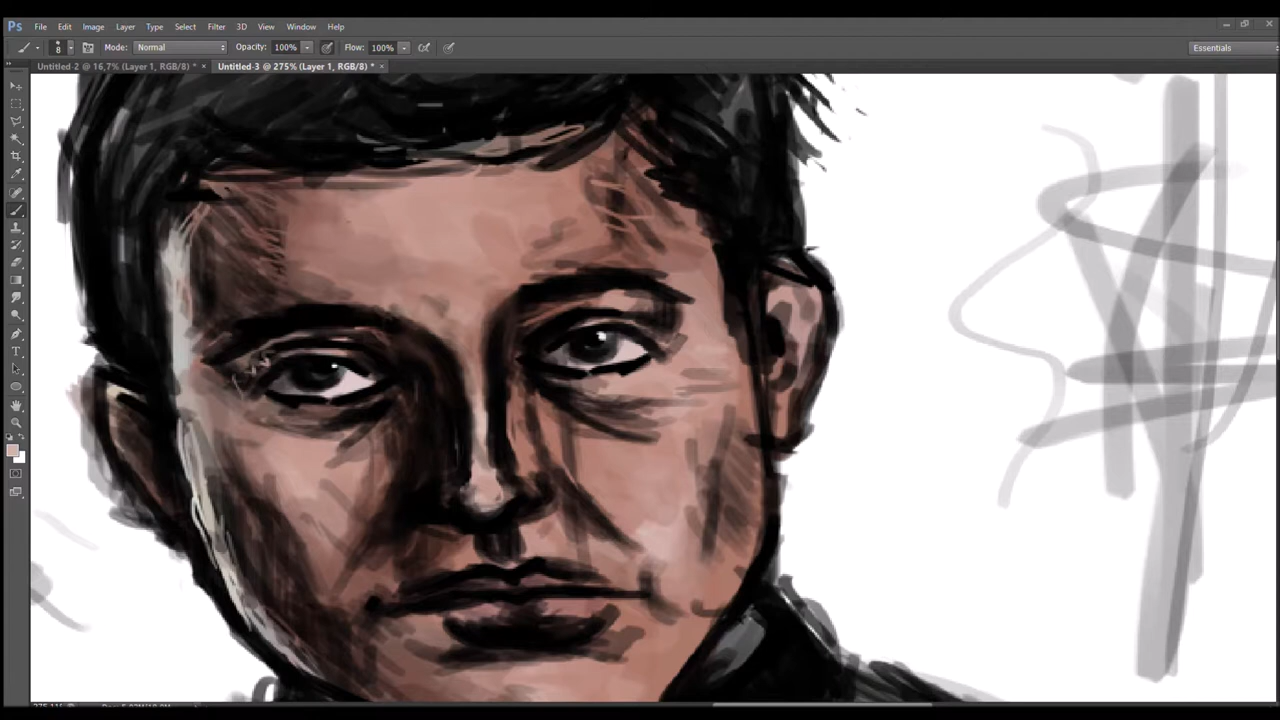 Ps File Edit Image Layer Type Select Filter 3D View Window Help
8 Mode: Normal Opacity: 100% Flow: 100% Essentials
Untitled-2 @ 16,7% (Layer 1, RGB/8) * × Untitled-3 @ 275% (Layer 1, RGB/8) * ×
T